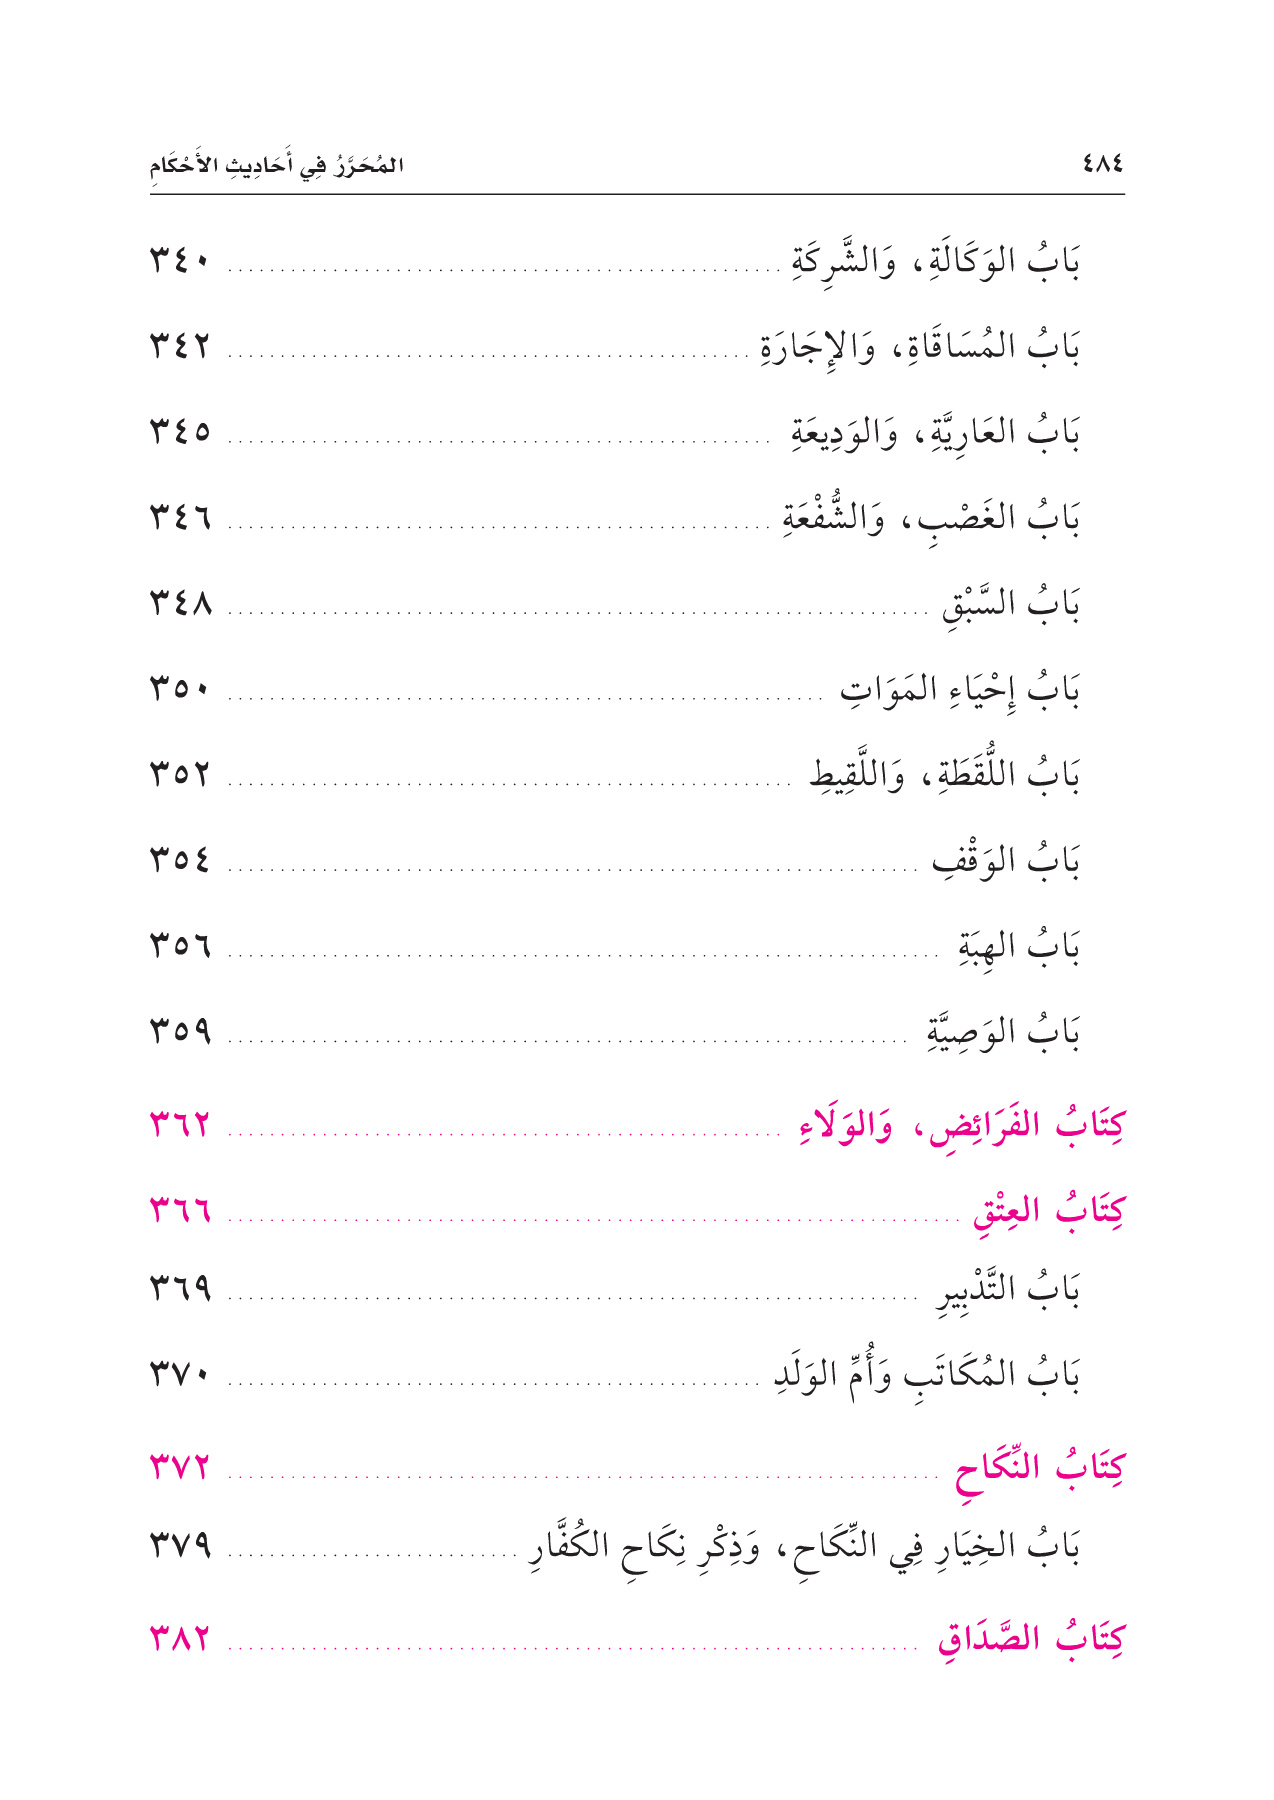 ٤٨٤ المُحَرَّرُ فِي أَحَادِيثِ الأَحْكَامِ
بَابُ الوَكَالَةِ، وَالشَّرِكَةِ ........ ٣٤٠
بَابُ المُسَاقَاةِ، وَالإِجَارَةِ ........ ٣٤٢
بَابُ العَارِيَّةِ، وَالوَدِيعَةِ ........ ٣٤٥
بَابُ الغَصْبِ، وَالشُّفْعَةِ ........ ٣٤٦
بَابُ السَّبْقِ ........ ٣٤٨
بَابُ إِحْيَاءِ المَوَاتِ ........ ٣٥٠
بَابُ اللُّقَطَةِ، وَاللَّقِيطِ ........ ٣٥٢
بَابُ الوَقْفِ ........ ٣٥٤
بَابُ الهِبَةِ ........ ٣٥٦
بَابُ الوَصِيَّةِ ........ ٣٥٩
كِتَابُ الفَرَائِضِ، وَالوَلَاءِ ........ ٣٦٢
كِتَابُ العِتْقِ ........ ٣٦٦
بَابُ التَّدْبِيرِ ........ ٣٦٩
بَابُ المُكَاتَبِ وَأُمِّ الوَلَدِ ........ ٣٧٠
كِتَابُ النِّكَاحِ ........ ٣٧٢
بَابُ الخِيَارِ فِي النِّكَاحِ، وَذِكْرِ نِكَاحِ الكُفَّارِ ........ ٣٧٩
كِتَابُ الصَّدَاقِ ........ ٣٨٢